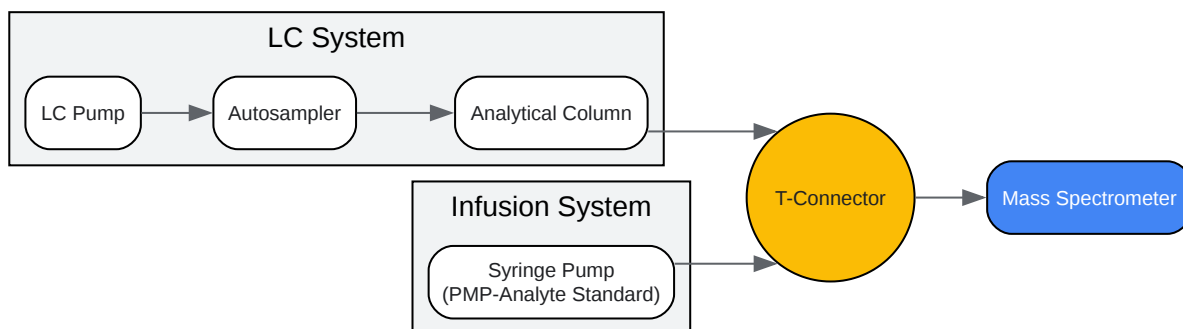 LC System
LC Pump
Autosampler
Analytical Column
T-Connector
Mass Spectrometer
Infusion System
Syringe Pump
(PMP-Analyte Standard)